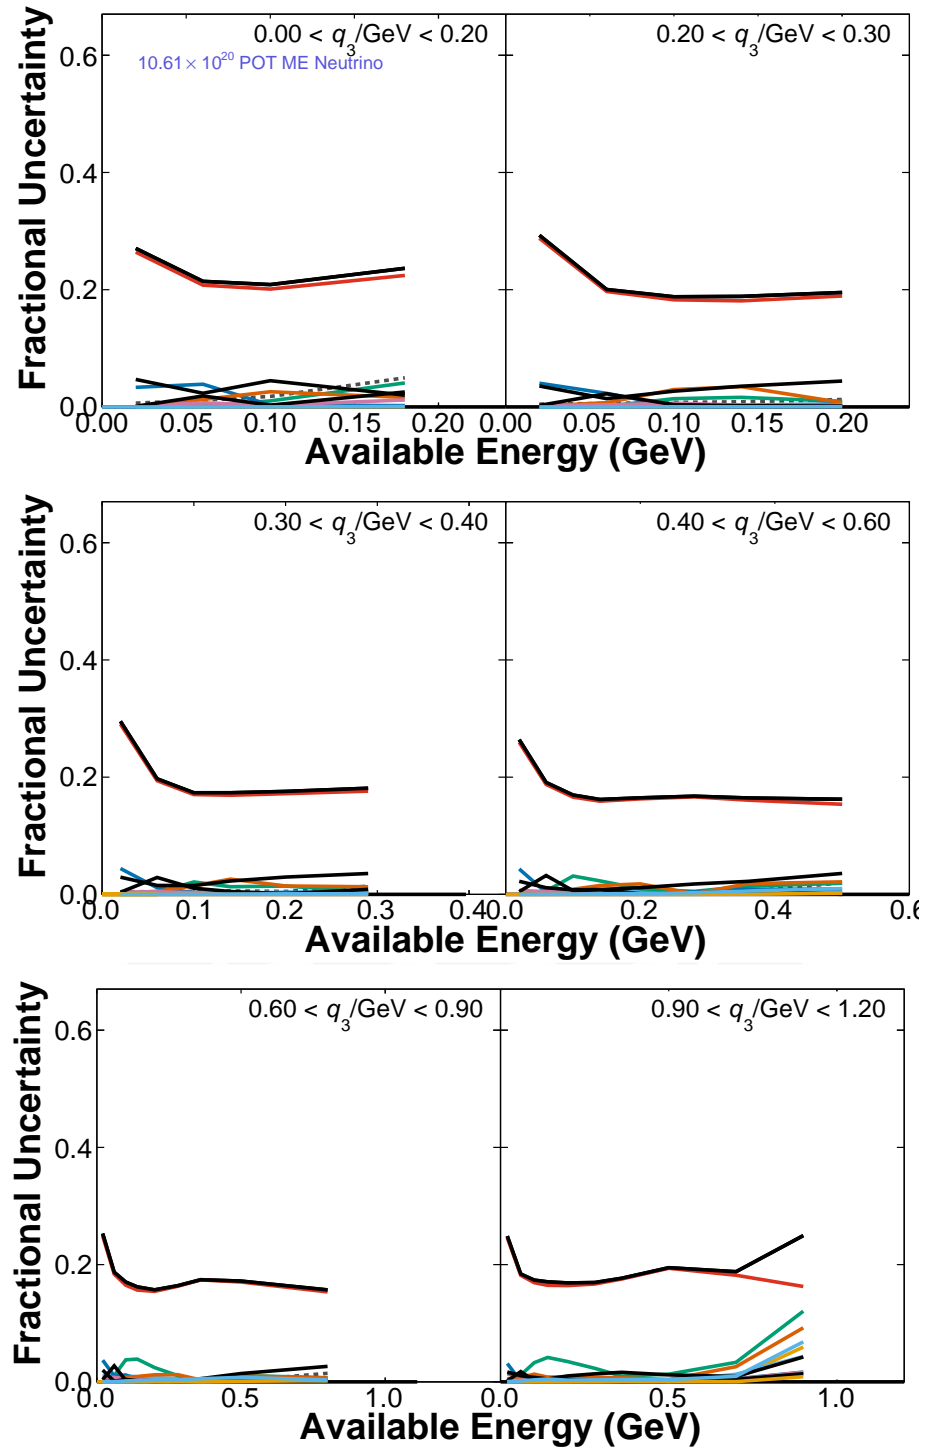 Fractional Uncertainty
0.00 < q3/GeV < 0.20
0.20 < q3/GeV < 0.30
10.61 × 10^20 POT ME Neutrino
0.6
0.4
0.2
0.0
0.00 0.05 0.10 0.15 0.20 0.00 0.05 0.10 0.15 0.20
Available Energy (GeV)
Fractional Uncertainty
0.30 < q3/GeV < 0.40
0.40 < q3/GeV < 0.60
0.6
0.4
0.2
0.0
0.0 0.1 0.2 0.3 0.4 0.0 0.2 0.4 0.6
Available Energy (GeV)
Fractional Uncertainty
0.60 < q3/GeV < 0.90
0.90 < q3/GeV < 1.20
0.6
0.4
0.2
0.0
0.0 0.5 1.0 0. 0.5 1.0
Available Energy (GeV)